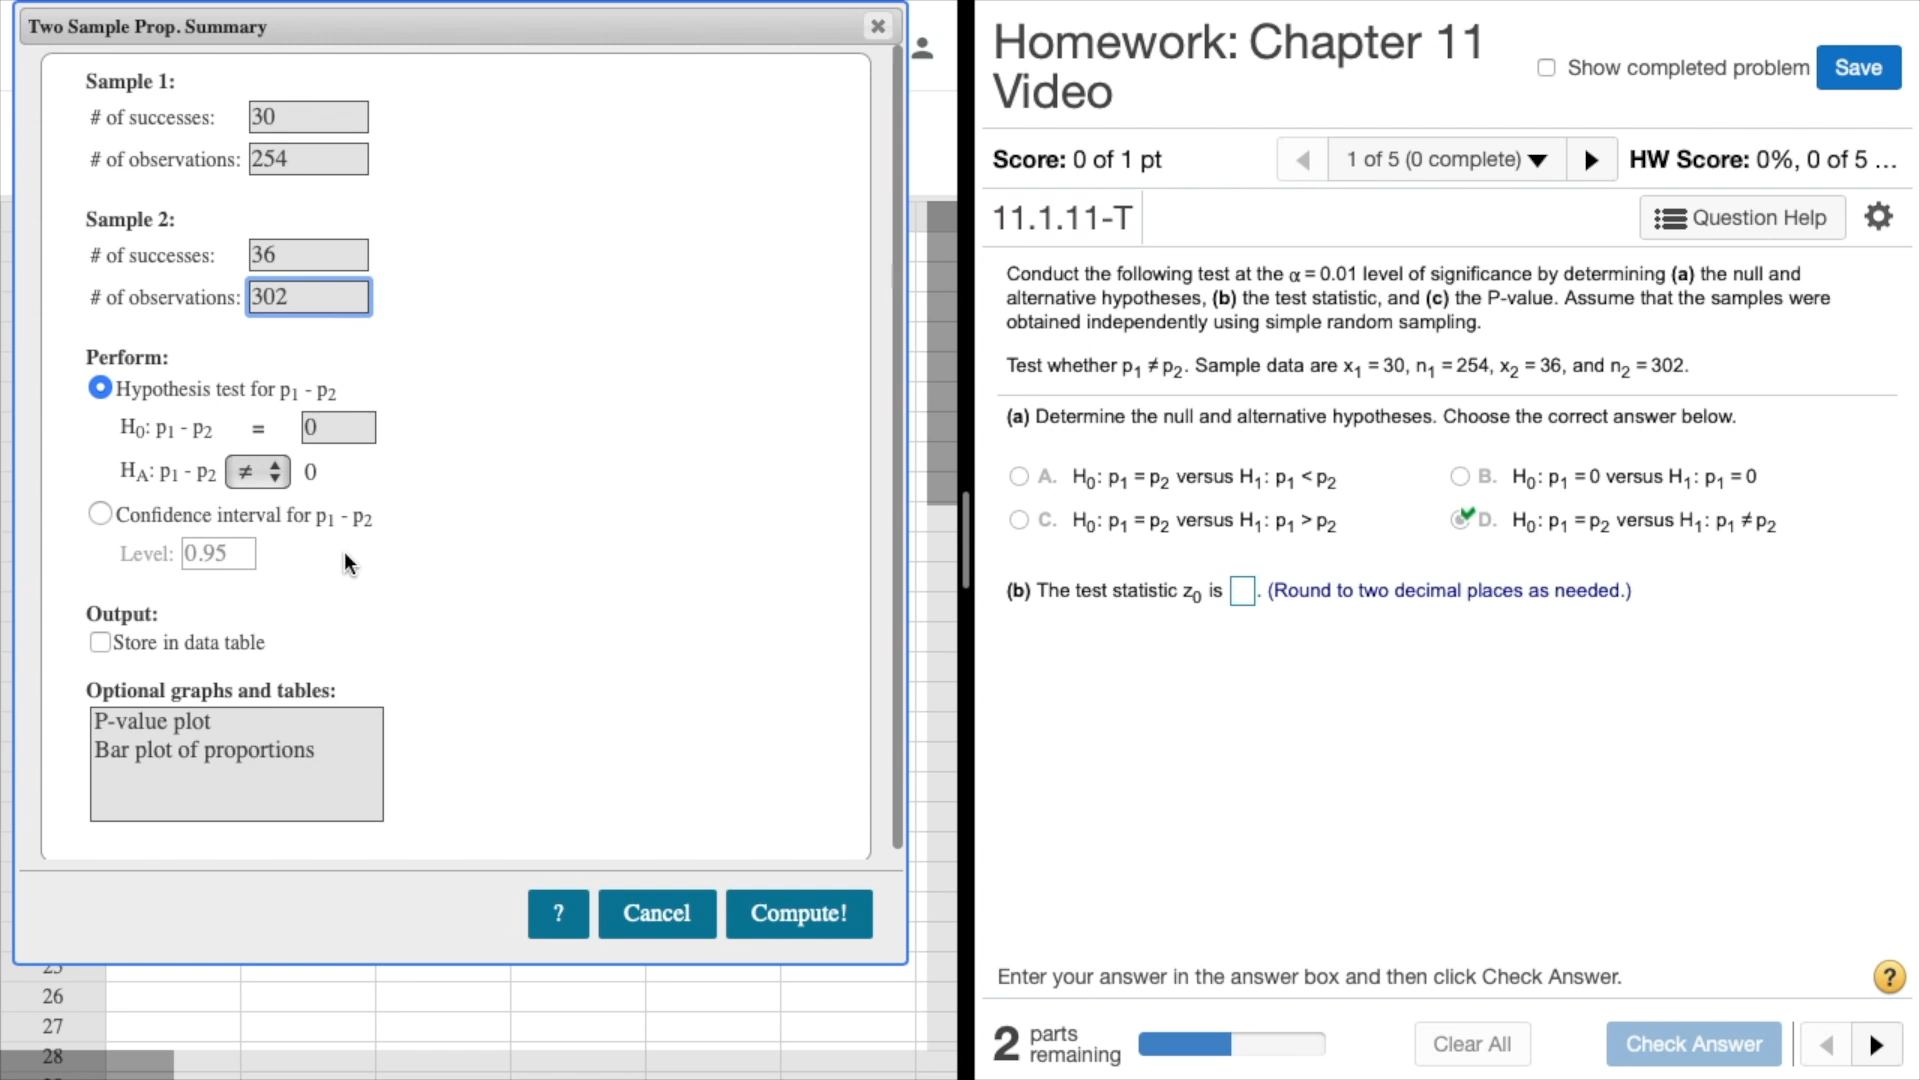 Two Sample Prop. Summary
Sample 1:
# of successes: 30
# of observations: 254
Sample 2:
# of successes: 36
# of observations: 302
Perform:
Hypothesis test for p1 - p2
H0: p1 - p2 = 0
HA: p1 - p2 ≠ 0
Confidence interval for p1 - p2
Level: 0.95
Output:
Store in data table
Optional graphs and tables:
P-value plot
Bar plot of proportions
? Cancel Compute!
26
27
28
Homework: Chapter 11
Video
Show completed problem Save
Score: 0 of 1 pt 1 of 5 (0 complete) HW Score: 0%, 0 of 5 ...
11.1.11-T Question Help
Conduct the following test at the α = 0.01 level of significance by determining (a) the null and
alternative hypotheses, (b) the test statistic, and (c) the P-value. Assume that the samples were
obtained independently using simple random sampling.
Test whether p1 ≠ p2. Sample data are x1 = 30, n1 = 254, x2 = 36, and n2 = 302.
(a) Determine the null and alternative hypotheses. Choose the correct answer below.
A. H0: p1 = p2 versus H1: p1 < p2
B. H0: p1 = 0 versus H1: p1 = 0
C. H0: p1 = p2 versus H1: p1 > p2
D. H0: p1 = p2 versus H1: p1 ≠ p2
(b) The test statistic z0 is . (Round to two decimal places as needed.)
Enter your answer in the answer box and then click Check Answer. ?
2 parts
remaining
Clear All Check Answer